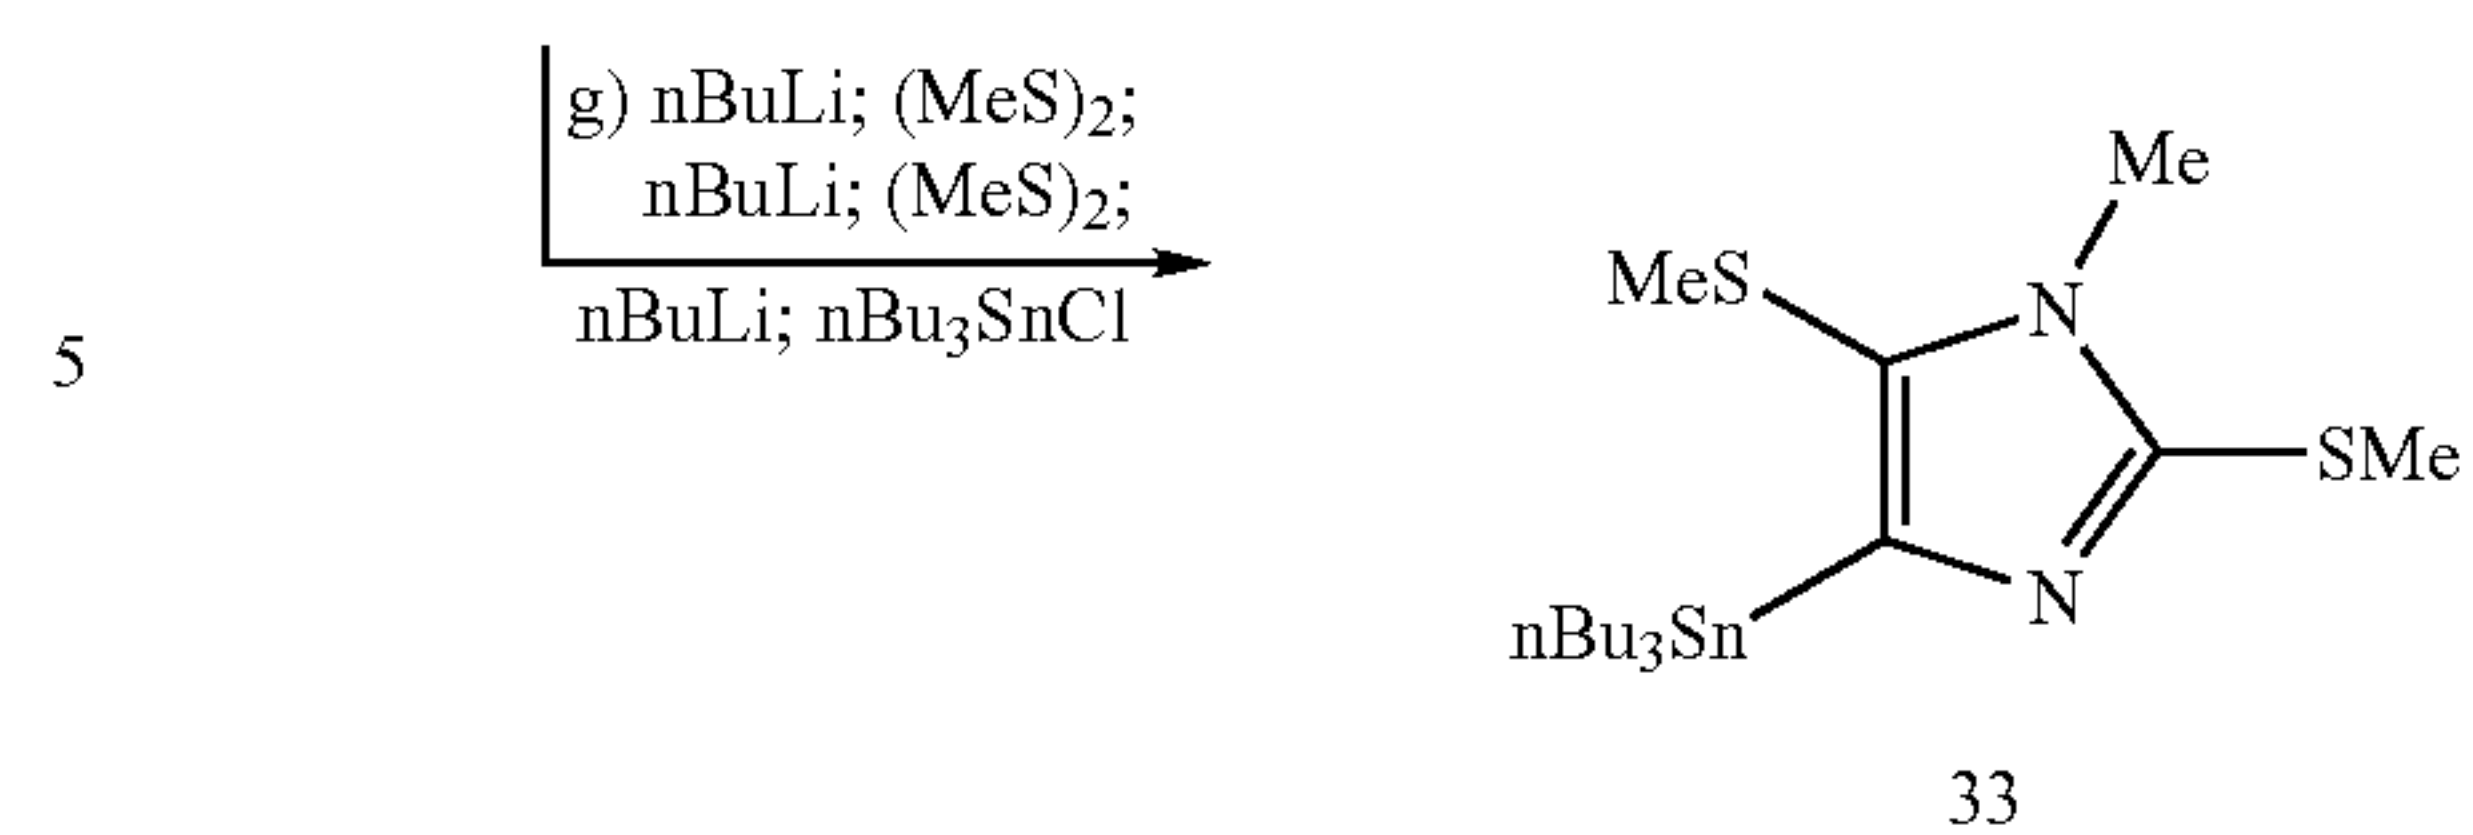 g) nBuLi; (MeS)₂;
nBuLi; (MeS)₂;
nBuLi; nBu₃SnCl
5
Me
MeS
N
SMe
N
nBu₃Sn
33